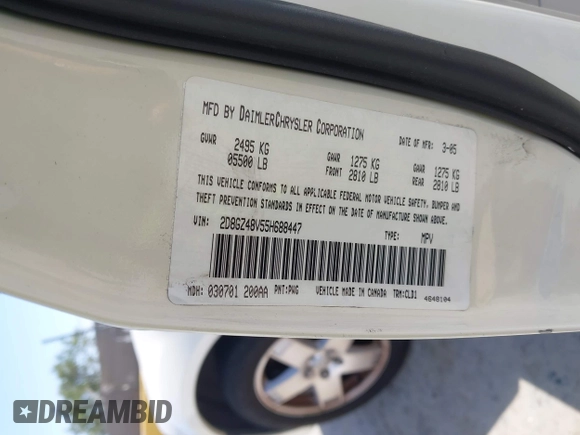 MFD BY DAIMLERCHRYSLER CORPORATION
DATE OF MFR: 3-05
GVWR 2495 KG 05500 LB
GAWR FRONT 1275 KG 2810 LB
GAWR REAR 1275 KG 2810 LB
THIS VEHICLE CONFORMS TO ALL APPLICABLE FEDERAL MOTOR VEHICLE SAFETY, BUMPER AND
THEFT PREVENTION STANDARDS IN EFFECT ON THE DATE OF MANUFACTURE SHOWN ABOVE.
VIN: 2D8GZ48V55H688447 TYPE: MPV
MDH: 030701 200AA PNT:PWG VEHICLE MADE IN CANADA TRM:CLD1
4648104
DREAMBID